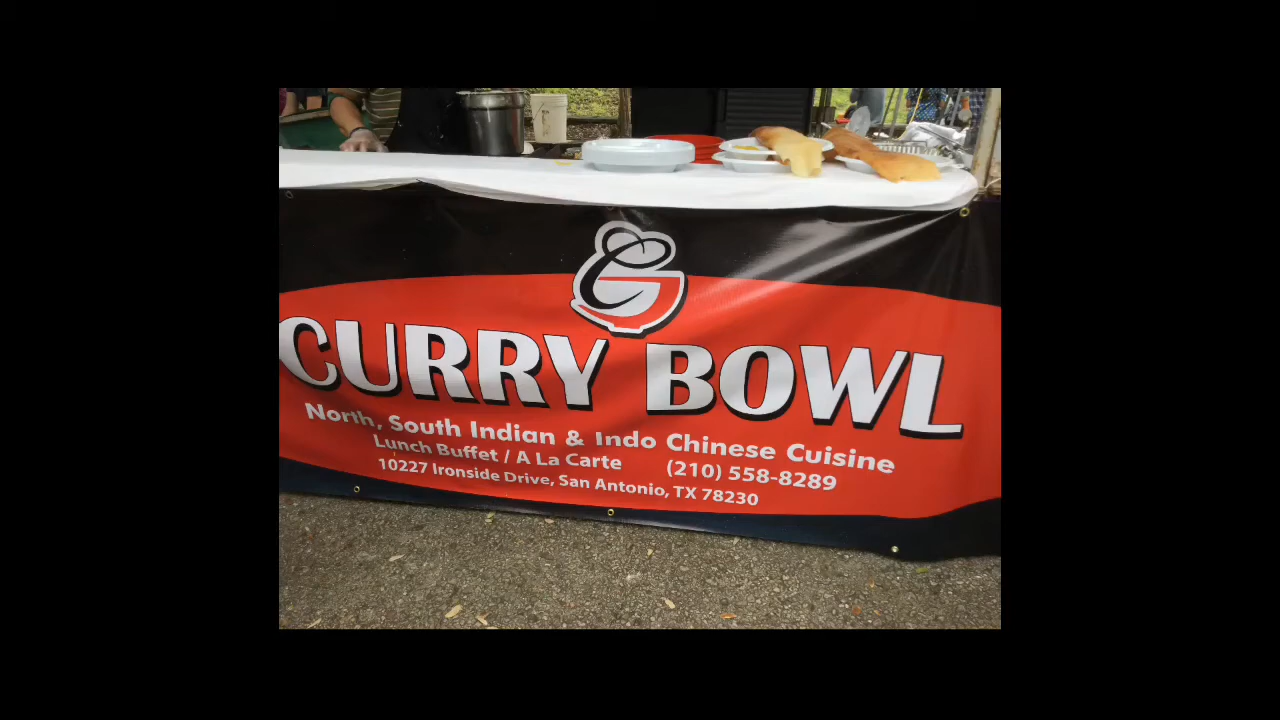 CURRY BOWL
North, South Indian & Indo Chinese Cuisine
Lunch Buffet / A La Carte (210) 558-8289
10227 Ironside Drive, San Antonio, TX 78230